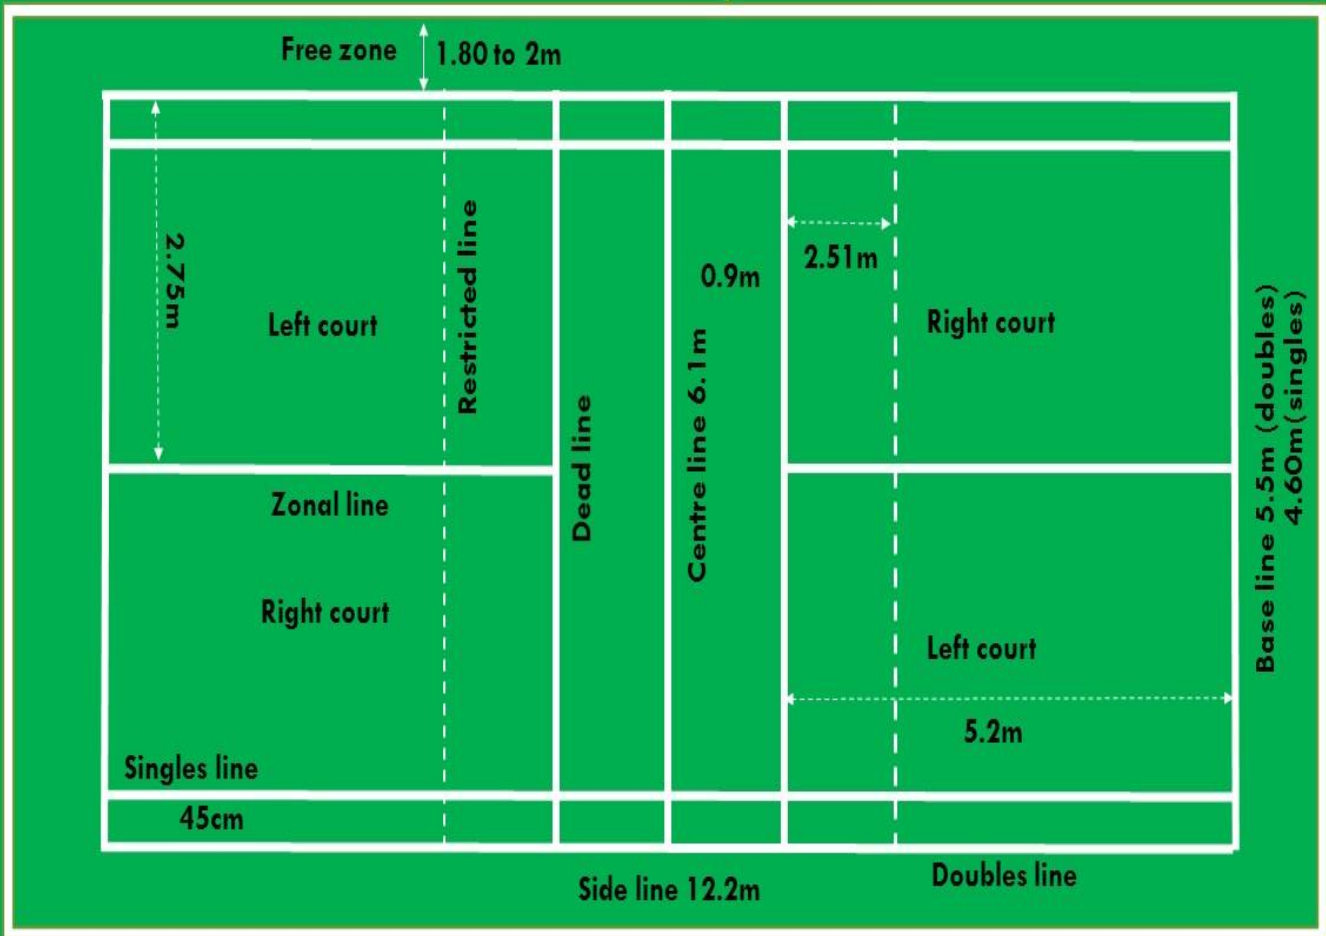 Free zone
1.80 to 2m
2.75m
Left court
Restricted line
Dead line
Centre line 6.1m
0.9m
2.51m
Right court
Base line 5.5m (doubles)
4.60m(singles)
Zonal line
Right court
Left court
5.2m
Singles line
45cm
Side line 12.2m
Doubles line